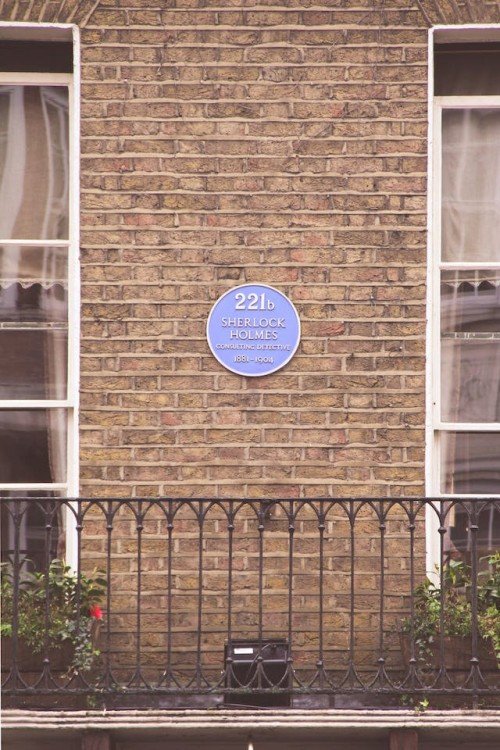 221b
SHERLOCK
HOLMES
CONSULTING DETECTIVE
1881-1904